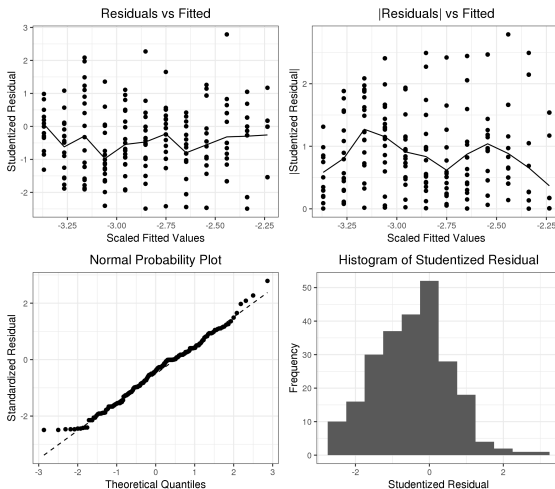 Residuals vs Fitted
3
2
1
0
-1
-2
Studentized Residual
-3.25 -3.00 -2.75 -2.50 -2.25
Scaled Fitted Values
|Residuals| vs Fitted
2
1
0
|Studentized Residual|
-3.25 -3.00 -2.75 -2.50 -2.25
Scaled Fitted Values
Normal Probability Plot
2
0
-2
Standardized Residual
-3 -2 -1 0 1 2 3
Theoretical Quantiles
Histogram of Studentized Residual
50
40
30
20
10
0
Frequency
-2 0 2
Studentized Residual